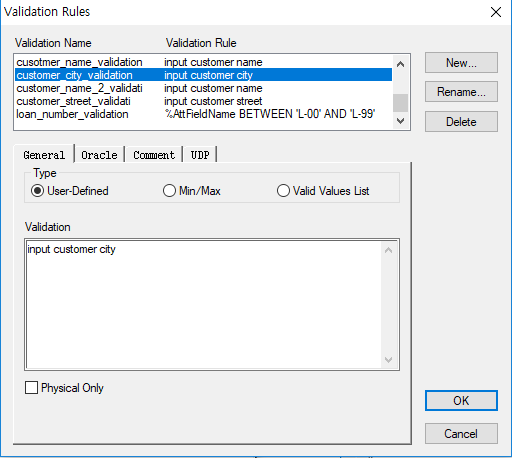 Validation Rules
Validation Name Validation Rule
cusotmer_name_validation input customer name
customer_city_validation input customer city
customer_name_2_validati input customer name
customer_street_validati input customer street
loan_number_validation %AttFieldName BETWEEN 'L-00' AND 'L-99'
New...
Rename...
Delete
General Oracle Comment UDP
Type
User-Defined Min/Max Valid Values List
Validation
input customer city
Physical Only
OK
Cancel